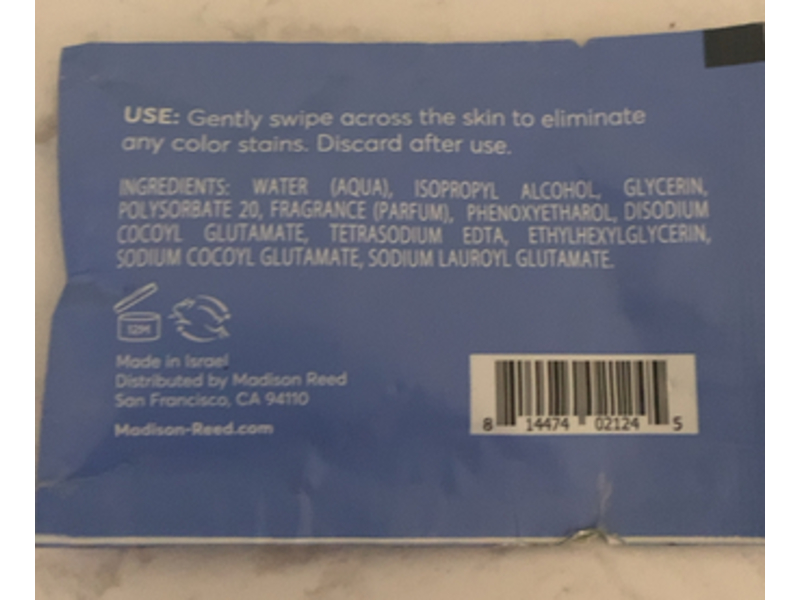 USE: Gently swipe across the skin to eliminate
any color stains. Discard after use.
INGREDIENTS: WATER (AQUA), ISOPROPYL ALCOHOL, GLYCERIN,
POLYSORBATE 20, FRAGRANCE (PARFUM), PHENOXYETHAROL, DISODIUM
COCOYL GLUTAMATE, TETRASODIUM EDTA, ETHYLHEXYLGLYCERIN,
SODIUM COCOYL GLUTAMATE, SODIUM LAUROYL GLUTAMATE.
12M
Made in Israel
Distributed by Madison Reed
San Francisco, CA 94110
Madison-Reed.com
8 14474 02124 5